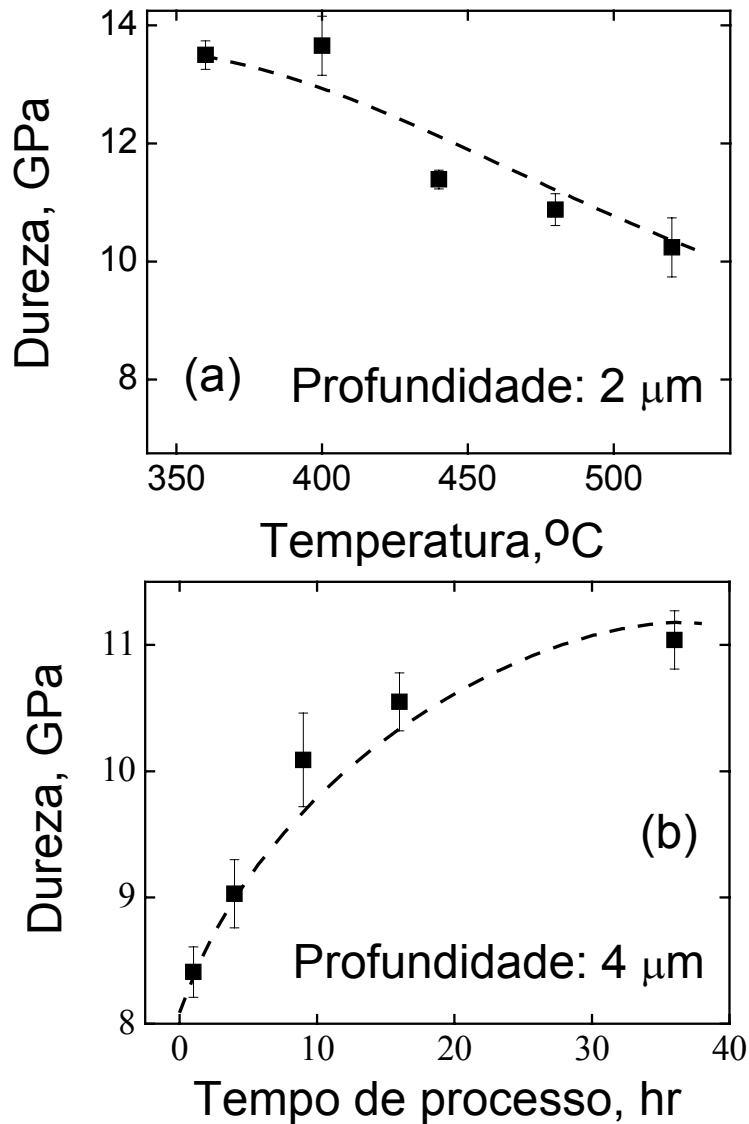 14
12
10
8
Dureza, GPa
(a) Profundidade: 2 μm
350 400 450 500
Temperatura,ºC
11
10
9
8
Dureza, GPa
(b)
Profundidade: 4 μm
0 10 20 30 40
Tempo de processo, hr